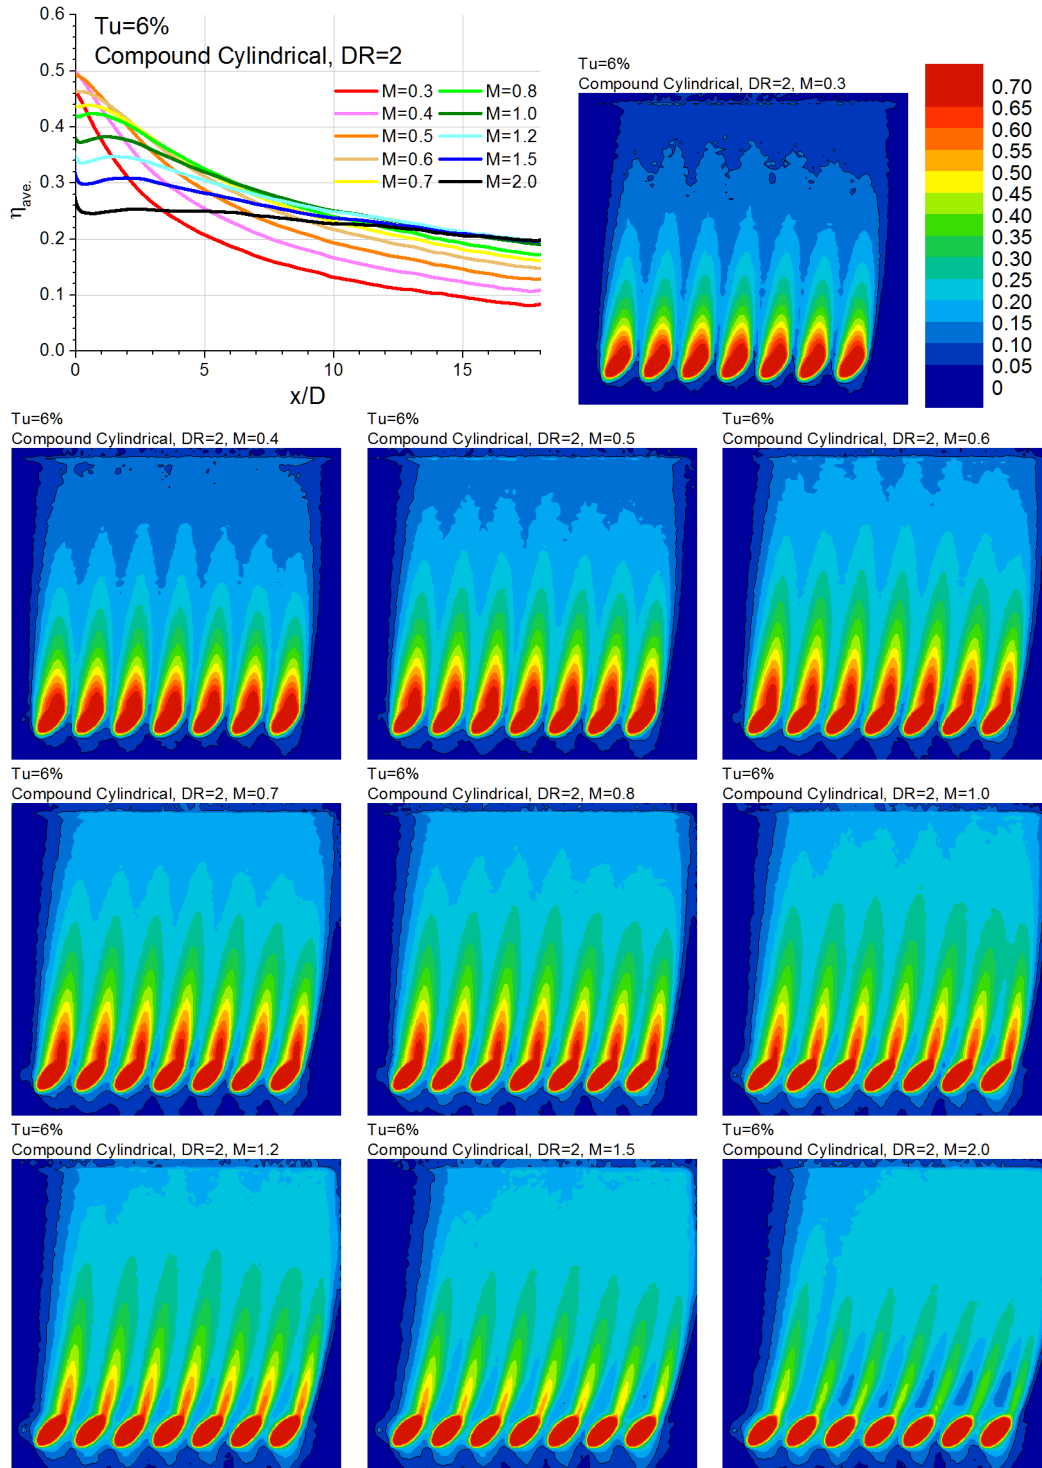 Tu=6%
Compound Cylindrical, DR=2
0.6
0.5
0.4
0.3
0.2
0.1
0.0
ηave.
M=0.3
M=0.4
M=0.5
M=0.6
M=0.7
M=0.8
M=1.0
M=1.2
M=1.5
M=2.0
0
5
10
15
x/D
Tu=6%
Compound Cylindrical, DR=2, M=0.3
0.70
0.65
0.60
0.55
0.50
0.45
0.40
0.35
0.30
0.25
0.20
0.15
0.10
0.05
0
Tu=6%
Compound Cylindrical, DR=2, M=0.4
Tu=6%
Compound Cylindrical, DR=2, M=0.5
Tu=6%
Compound Cylindrical, DR=2, M=0.6
Tu=6%
Compound Cylindrical, DR=2, M=0.7
Tu=6%
Compound Cylindrical, DR=2, M=0.8
Tu=6%
Compound Cylindrical, DR=2, M=1.0
Tu=6%
Compound Cylindrical, DR=2, M=1.2
Tu=6%
Compound Cylindrical, DR=2, M=1.5
Tu=6%
Compound Cylindrical, DR=2, M=2.0